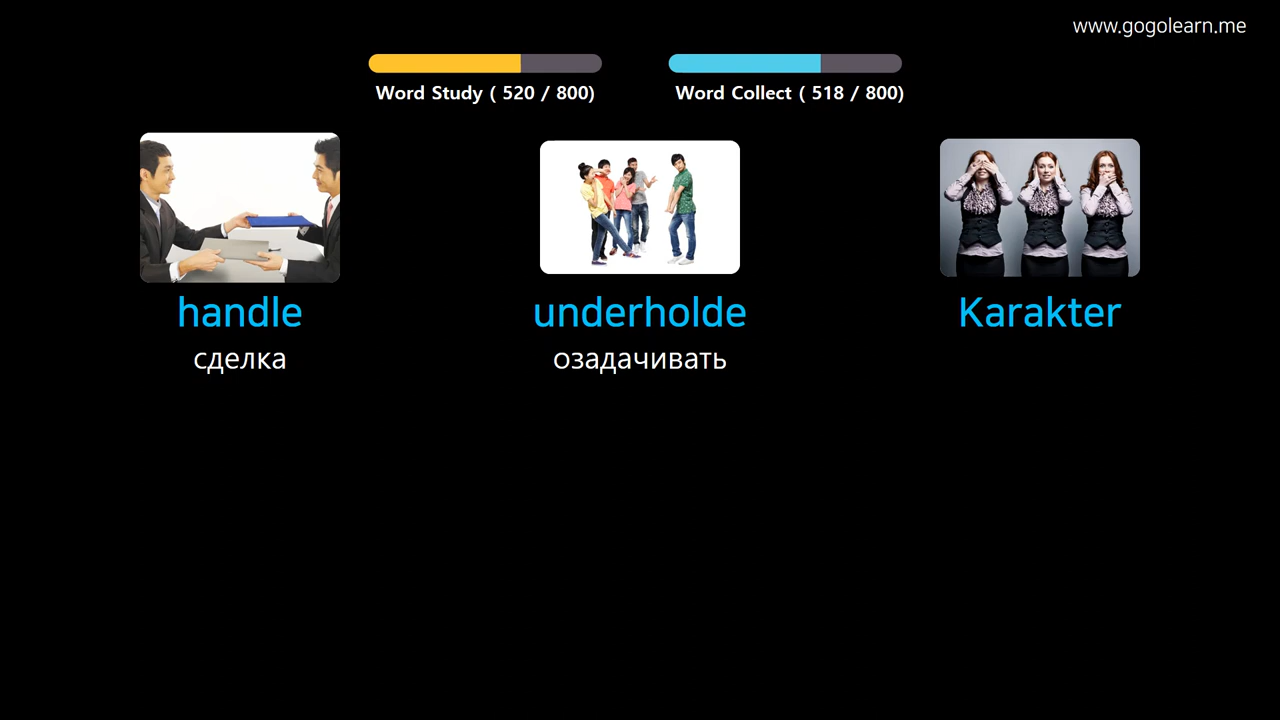 www.gogolearn.me
Word Study ( 520 / 800)
Word Collect ( 518 / 800)
handle
underholde
Karakter
сделка
озадачивать